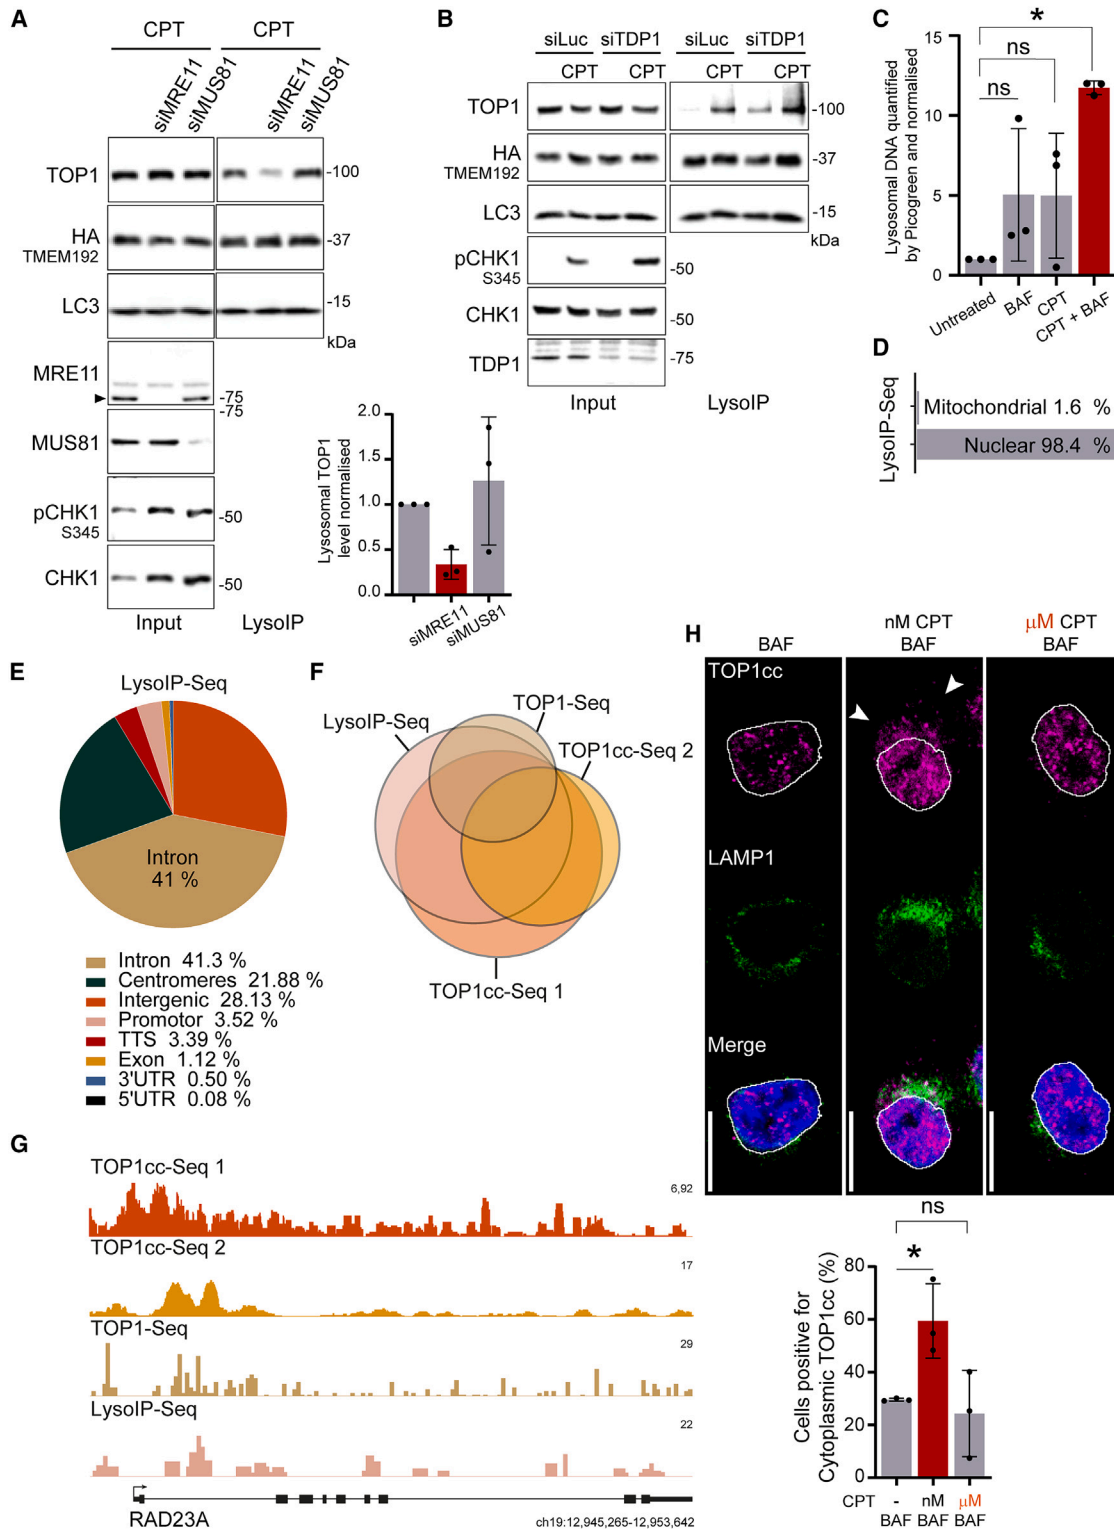 A
CPT
CPT
siMRE11
siMUS81
siMRE11
siMUS81
TOP1
-100
HA
TMEM192
-37
LC3
-15
kDa
MRE11
-75
-75
MUS81
pCHK1
S345
-50
CHK1
-50
Input
LysoIP
Lysosomal TOP1
level normalised
2.0
1.5
1.0
0.5
0.0
siMRE11
siMUS81
B
siLuc
siTDP1
siLuc
siTDP1
CPT
CPT
CPT
CPT
TOP1
-100
HA
TMEM192
-37
LC3
-15
kDa
pCHK1
S345
-50
CHK1
-50
TDP1
-75
Input
LysoIP
C
Lysosomal DNA quantified
by Picogreen and normalised
15
10
5
0
*
ns
ns
Untreated
BAF
CPT
CPT + BAF
D
LysoIP-Seq
Mitochondrial 1.6 %
Nuclear 98.4 %
E
LysoIP-Seq
Intron
41 %
Intron 41.3 %
Centromeres 21.88 %
Intergenic 28.13 %
Promotor 3.52 %
TTS 3.39 %
Exon 1.12 %
3'UTR 0.50 %
5'UTR 0.08 %
F
LysoIP-Seq
TOP1-Seq
TOP1cc-Seq 2
TOP1cc-Seq 1
G
TOP1cc-Seq 1
6,92
TOP1cc-Seq 2
17
TOP1-Seq
29
LysoIP-Seq
22
RAD23A
chr19:12,945,265-12,953,642
H
BAF
nM CPT
BAF
µM CPT
BAF
TOP1cc
LAMP1
Merge
Cells positive for
Cytoplasmic TOP1cc (%)
80
60
40
20
0
ns
*
CPT - nM µM
BAF BAF BAF